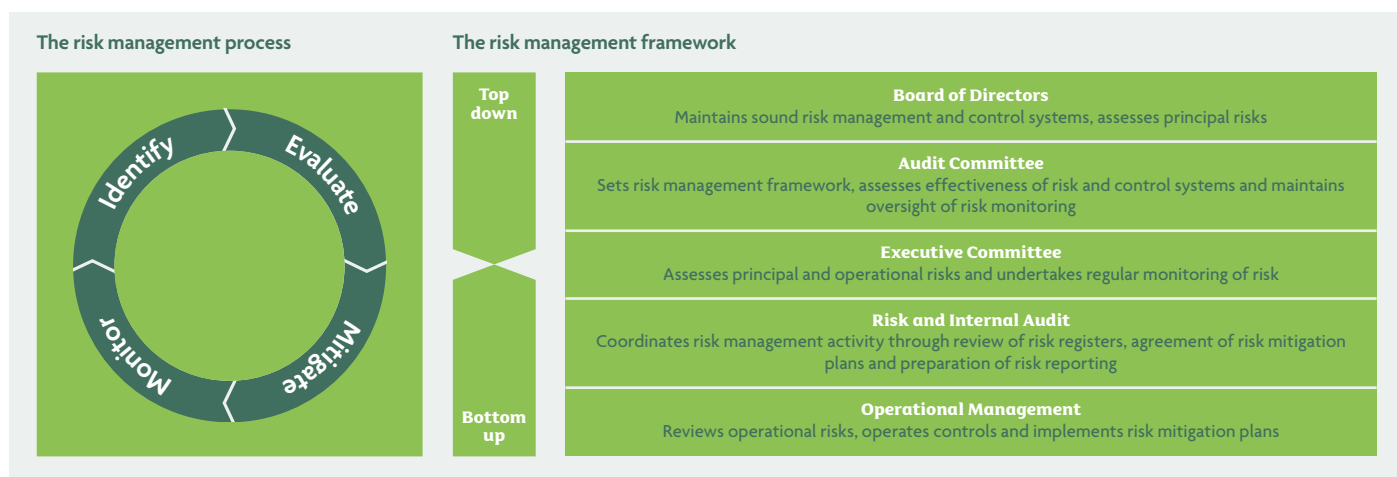 The risk management process
Identify
Evaluate
Mitigate
Monitor
The risk management framework
Top
down
Bottom
up
Board of Directors
Maintains sound risk management and control systems, assesses principal risks
Audit Committee
Sets risk management framework, assesses effectiveness of risk and control systems and maintains
oversight of risk monitoring
Executive Committee
Assesses principal and operational risks and undertakes regular monitoring of risk
Risk and Internal Audit
Coordinates risk management activity through review of risk registers, agreement of risk mitigation
plans and preparation of risk reporting
Operational Management
Reviews operational risks, operates controls and implements risk mitigation plans